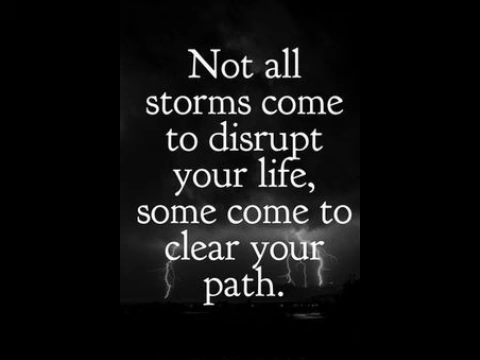 Not all
storms come
to disrupt
your life,
some come to
clear your
path.